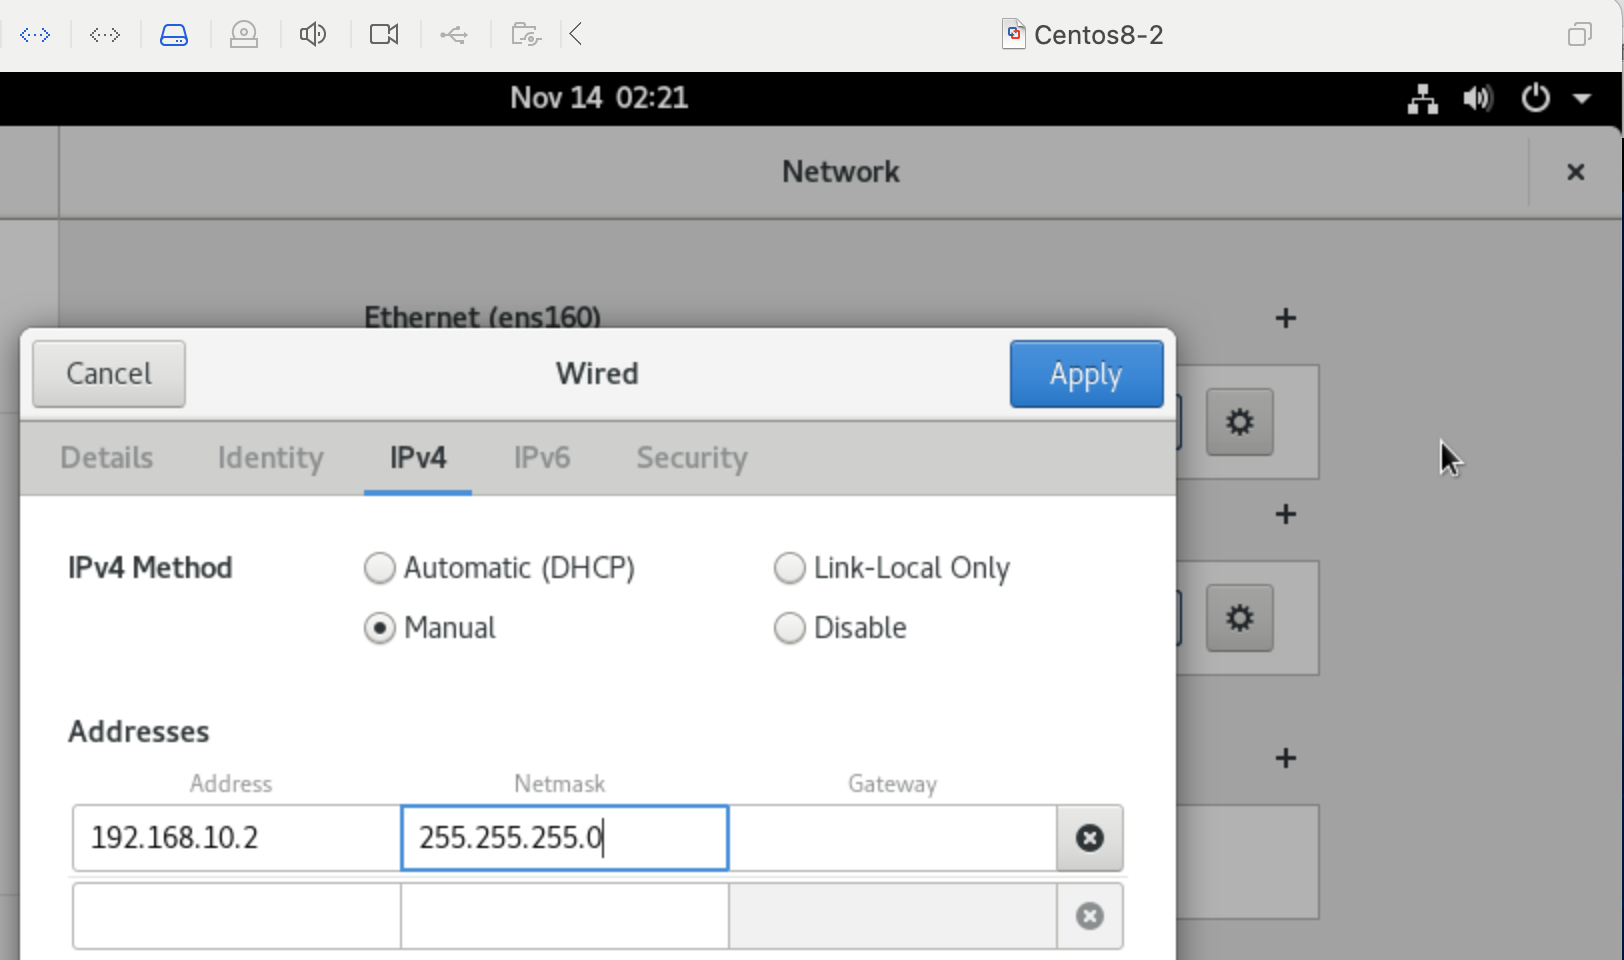 Centos8-2
Nov 14 02:21
Network
Ethernet (ens160)
Cancel
Wired
Apply
Details
Identity
IPv4
IPv6
Security
IPv4 Method
Automatic (DHCP)
Link-Local Only
Manual
Disable
Addresses
Address
Netmask
Gateway
192.168.10.2
255.255.255.0